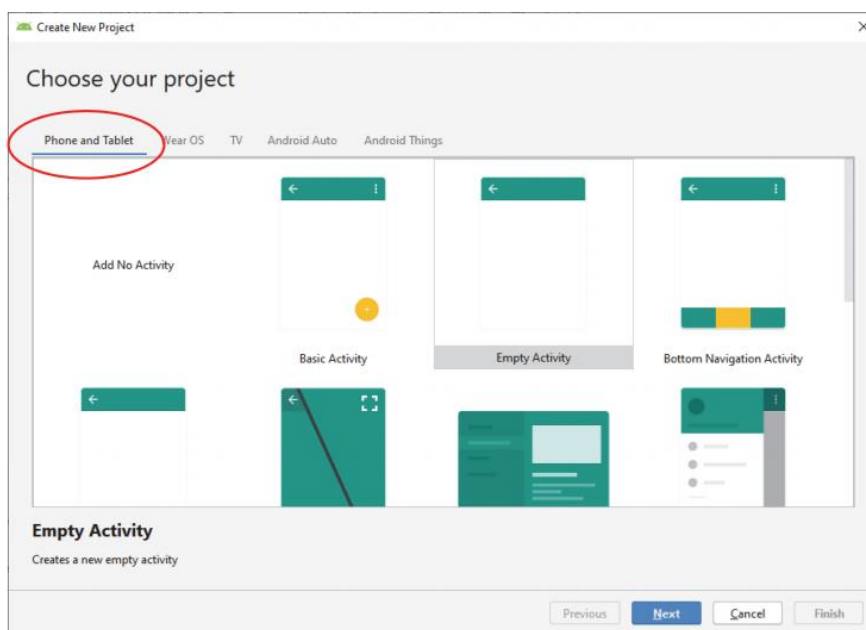 Create New Project
Choose your project
Phone and Tablet Wear OS TV Android Auto Android Things
Add No Activity
Basic Activity
Empty Activity
Bottom Navigation Activity
Empty Activity
Creates a new empty activity
Previous Next Cancel Finish